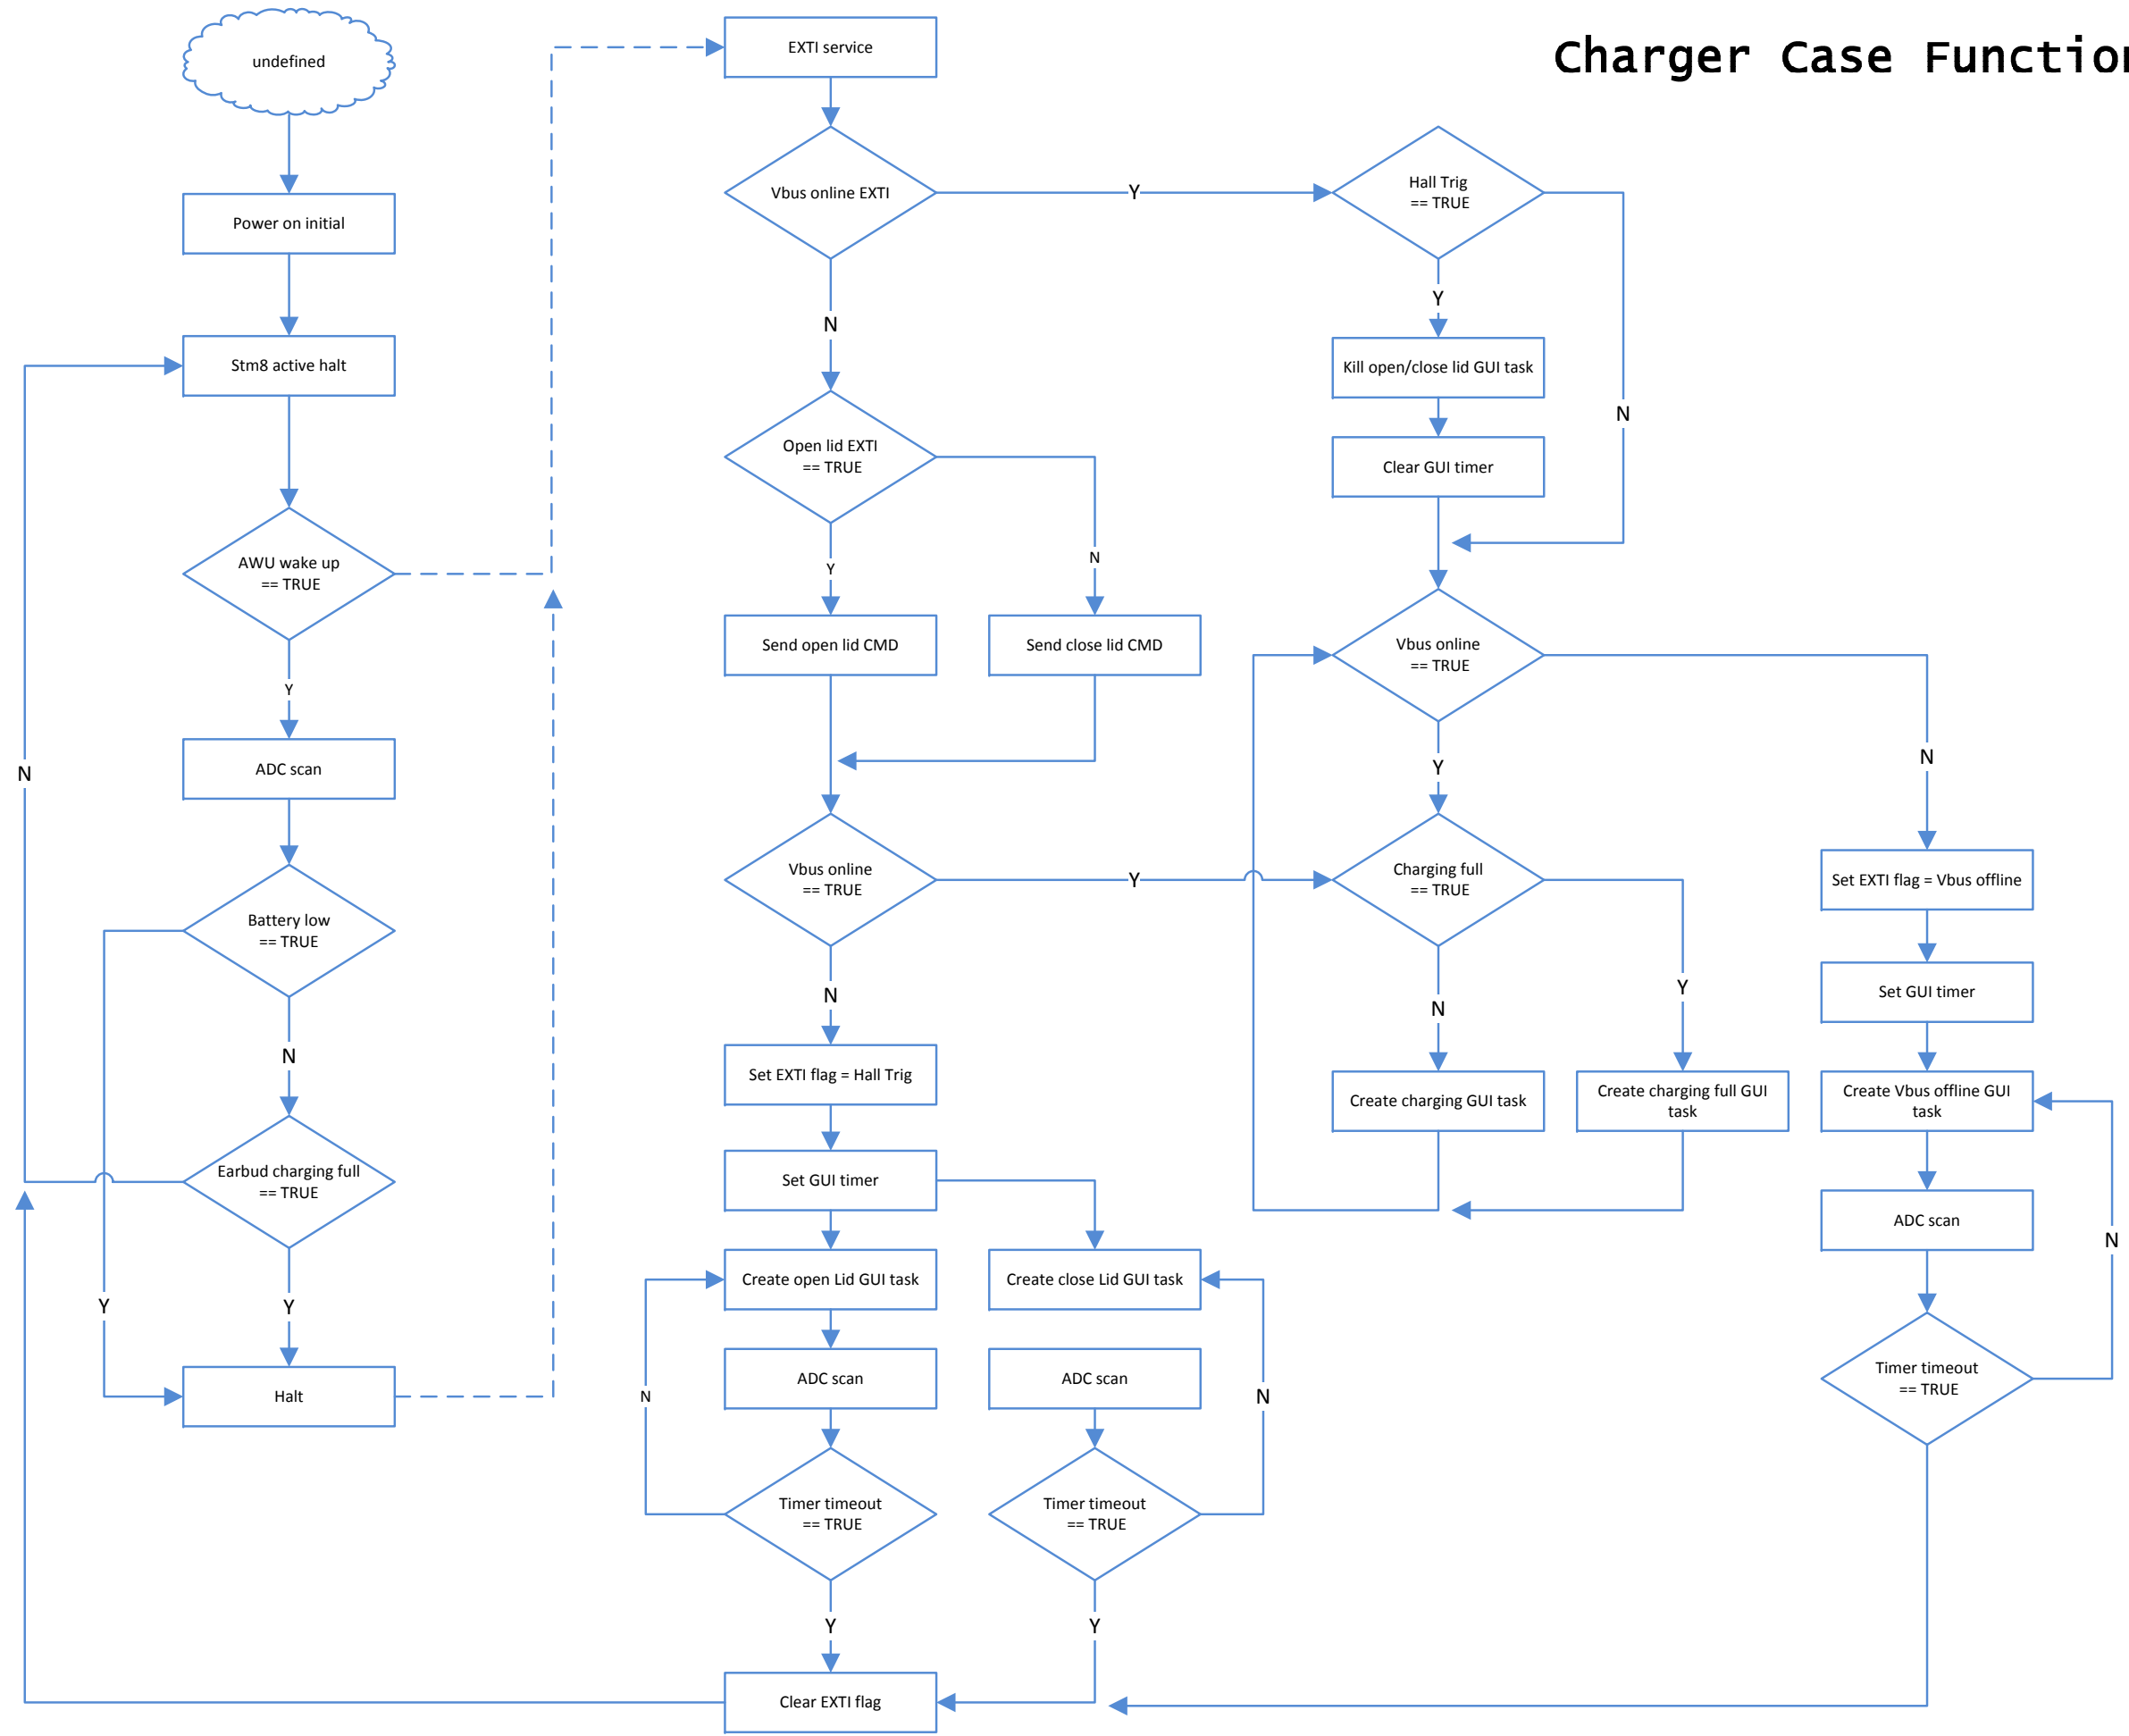 Charger Case Function
undefined
Power on initial
Stm8 active halt
AWU wake up
== TRUE
Y
ADC scan
Battery low
== TRUE
N
Earbud charging full
== TRUE
N
Y
Y
Halt
EXTI service
Vbus online EXTI
Y
N
Open lid EXTI
== TRUE
Y
N
Send open lid CMD
Send close lid CMD
Vbus online
== TRUE
Y
N
Set EXTI flag = Hall Trig
Set GUI timer
Create open Lid GUI task
Create close Lid GUI task
ADC scan
ADC scan
N
N
Timer timeout
== TRUE
Timer timeout
== TRUE
Y
Y
Clear EXTI flag
Hall Trig
== TRUE
Y
N
Kill open/close lid GUI task
Clear GUI timer
Vbus online
== TRUE
Y
N
Charging full
== TRUE
N
Y
Create charging GUI task
Create charging full GUI
task
Set EXTI flag = Vbus offline
Set GUI timer
Create Vbus offline GUI
task
ADC scan
N
Timer timeout
== TRUE